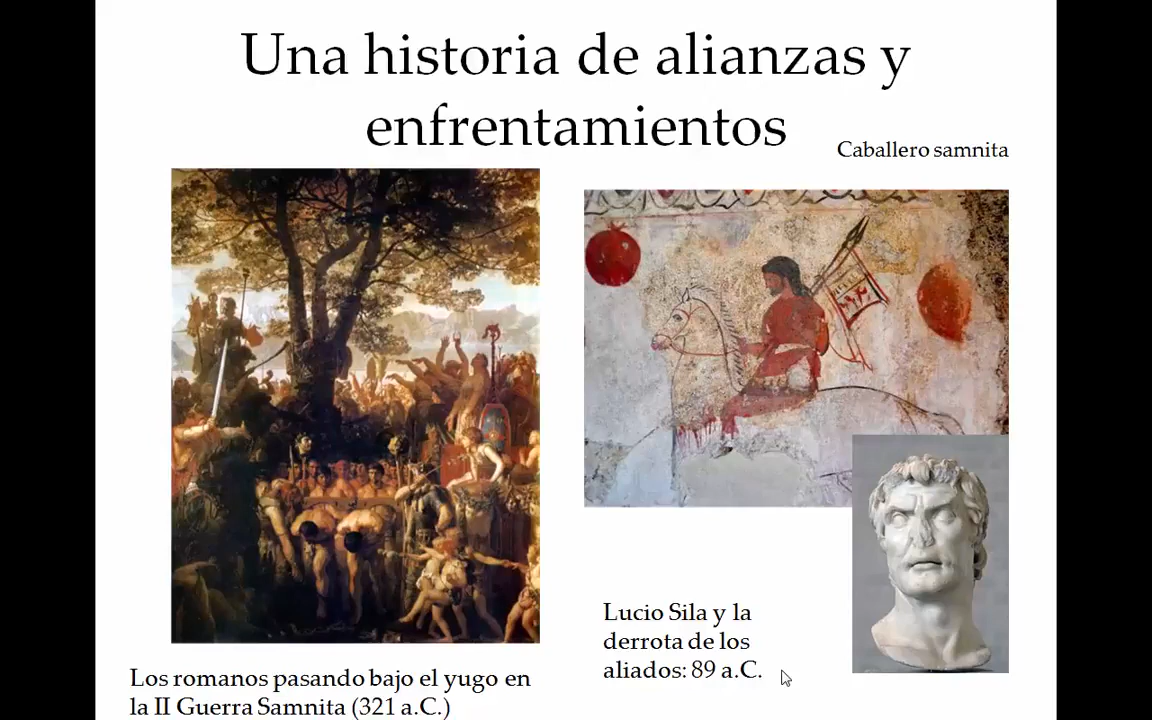 Una historia de alianzas y
enfrentamientos
Caballero samnita
Lucio Sila y la
derrota de los
aliados: 89 a.C.
Los romanos pasando bajo el yugo en
la II Guerra Samnita (321 a.C.)